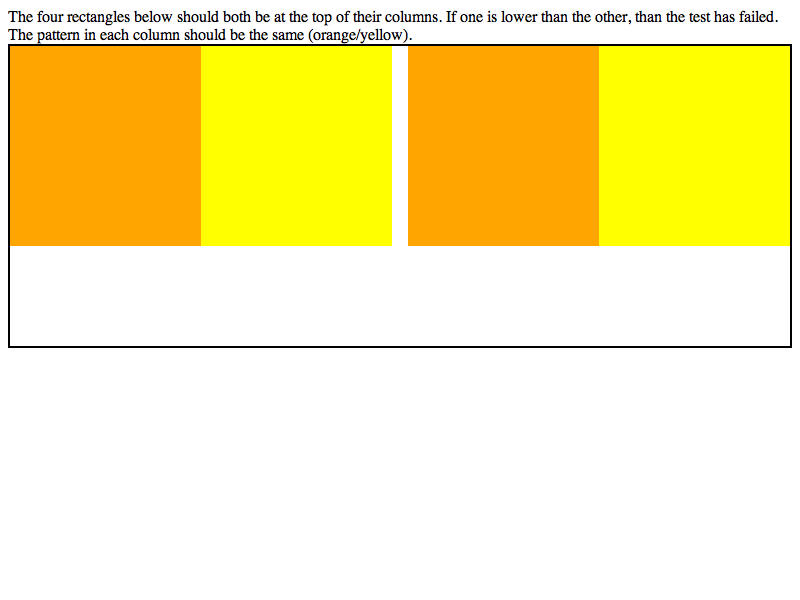 The four rectangles below should both be at the top of their columns. If one is lower than the other, than the test has failed.
The pattern in each column should be the same (orange/yellow).